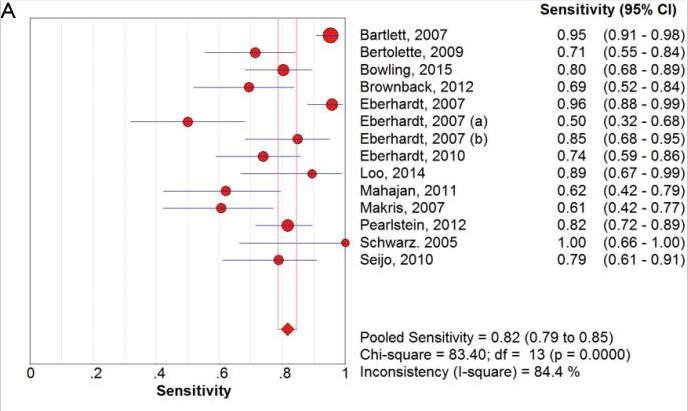 A
Sensitivity (95% CI)
Bartlett, 2007 0.95 (0.91 - 0.98)
Bertolette, 2009 0.71 (0.55 - 0.84)
Bowling, 2015 0.80 (0.68 - 0.89)
Brownback, 2012 0.69 (0.52 - 0.84)
Eberhardt, 2007 0.96 (0.88 - 0.99)
Eberhardt, 2007 (a) 0.50 (0.32 - 0.68)
Eberhardt, 2007 (b) 0.85 (0.68 - 0.95)
Eberhardt, 2010 0.74 (0.59 - 0.86)
Loo, 2014 0.89 (0.67 - 0.99)
Mahajan, 2011 0.62 (0.42 - 0.79)
Makris, 2007 0.61 (0.42 - 0.77)
Pearlstein, 2012 0.82 (0.72 - 0.89)
Schwarz. 2005 1.00 (0.66 - 1.00)
Seijo, 2010 0.79 (0.61 - 0.91)
Pooled Sensitivity = 0.82 (0.79 to 0.85)
Chi-square = 83.40; df = 13 (p = 0.0000)
Inconsistency (I-square) = 84.4 %
0 .2 .4 .6 .8 1
Sensitivity